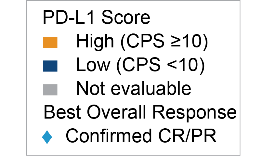 PD-L1 Score
High (CPS ≥10)
Low (CPS <10)
Not evaluable
Best Overall Response
Confirmed CR/PR